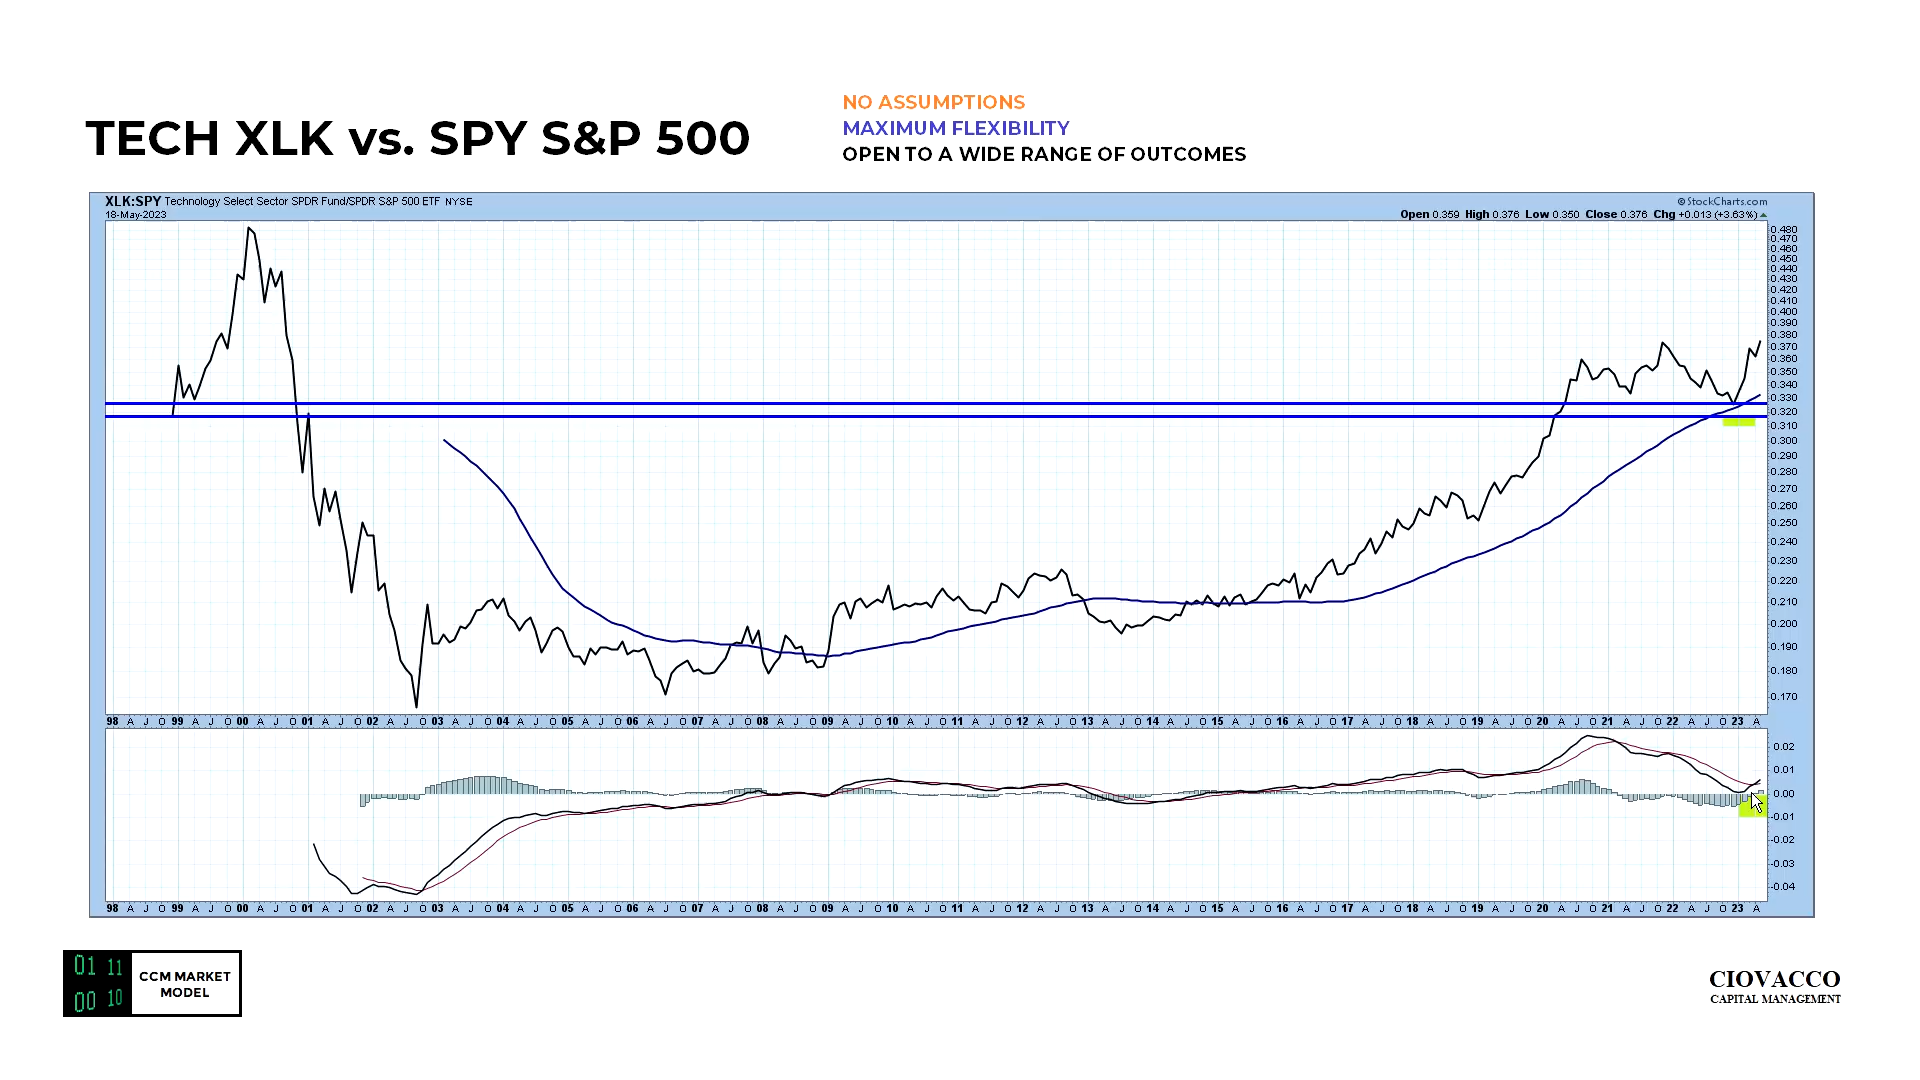 NO ASSUMPTIONS
MAXIMUM FLEXIBILITY
TECH XLK vs. SPY S&P 500
OPEN TO A WIDE RANGE OF OUTCOMES
XLK:SPY Technology Select Sector SPDR Fund/SPDR S&P 500 ETF NYSE
© StockCharts.com
18-May-2023
Open 0.359 High 0.376 Low 0.350 Close 0.376 Chg +0.013 (+3.63%)
0.480
0.470
0.460
0.450
0.440
0.430
0.420
0.410
0.400
0.390
0.380
0.370
0.360
0.350
0.340
0.330
0.320
0.310
0.300
0.290
0.280
0.270
0.260
0.250
0.240
0.230
0.220
0.210
0.200
0.190
0.180
0.170
98 A J O 99 A J O 00 A J O 01 A J O 02 A J O 03 A J O 04 A J O 05 A J O 06 A J O 07 A J O 08 A J O 09 A J O 10 A J O 11 A J O 12 A J O 13 A J O 14 A J O 15 A J O 16 A J O 17 A J O 18 A J O 19 A J O 20 A J O 21 A J O 22 A J O 23 A
0.02
0.01
0.00
-0.01
-0.02
-0.03
-0.04
98 A J O 99 A J O 00 A J O 01 A J O 02 A J O 03 A J O 04 A J O 05 A J O 06 A J O 07 A J O 08 A J O 09 A J O 10 A J O 11 A J O 12 A J O 13 A J O 14 A J O 15 A J O 16 A J O 17 A J O 18 A J O 19 A J O 20 A J O 21 A J O 22 A J O 23 A
01 11
00 10
CCM MARKET
MODEL
CIOVACCO
CAPITAL MANAGEMENT